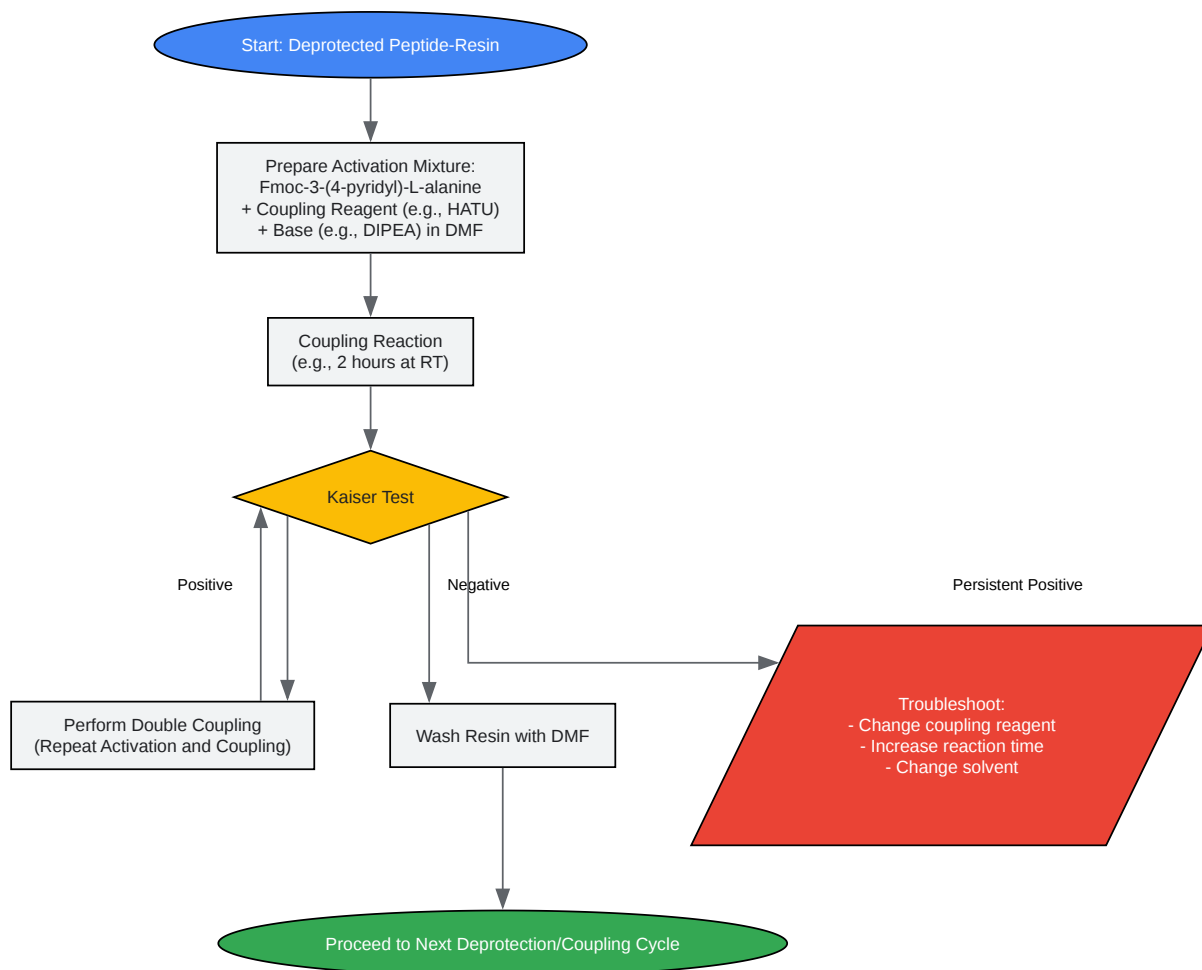 Start: Deprotected Peptide-Resin
Prepare Activation Mixture:
Fmoc-3-(4-pyridyl)-L-alanine
+ Coupling Reagent (e.g., HATU)
+ Base (e.g., DIPEA) in DMF
Coupling Reaction
(e.g., 2 hours at RT)
Kaiser Test
Positive
Negative
Persistent Positive
Perform Double Coupling
(Repeat Activation and Coupling)
Wash Resin with DMF
Troubleshoot:
- Change coupling reagent
- Increase reaction time
- Change solvent
Proceed to Next Deprotection/Coupling Cycle